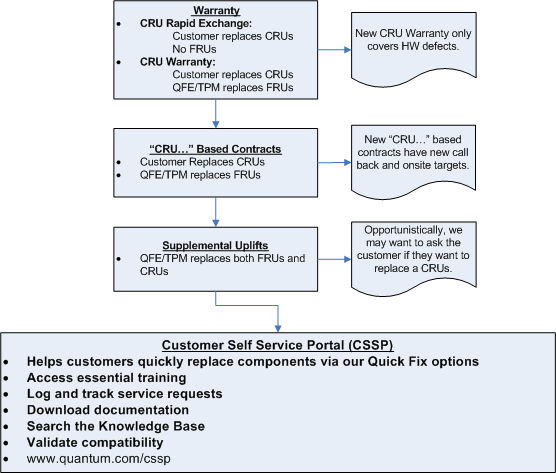 Warranty
• CRU Rapid Exchange:
Customer replaces CRUs
No FRUs
• CRU Warranty:
Customer replaces CRUs
QFE/TPM replaces FRUs
New CRU Warranty only
covers HW defects.
“CRU…” Based Contracts
• Customer Replaces CRUs
• QFE/TPM replaces FRUs
New “CRU…” based
contracts have new call
back and onsite targets.
Supplemental Uplifts
• QFE/TPM replaces both FRUs and
CRUs
Opportunistically, we
may want to ask the
customer if they want to
replace a CRUs.
Customer Self Service Portal (CSSP)
• Helps customers quickly replace components via our Quick Fix options
• Access essential training
• Log and track service requests
• Download documentation
• Search the Knowledge Base
• Validate compatibility
• www.quantum.com/cssp